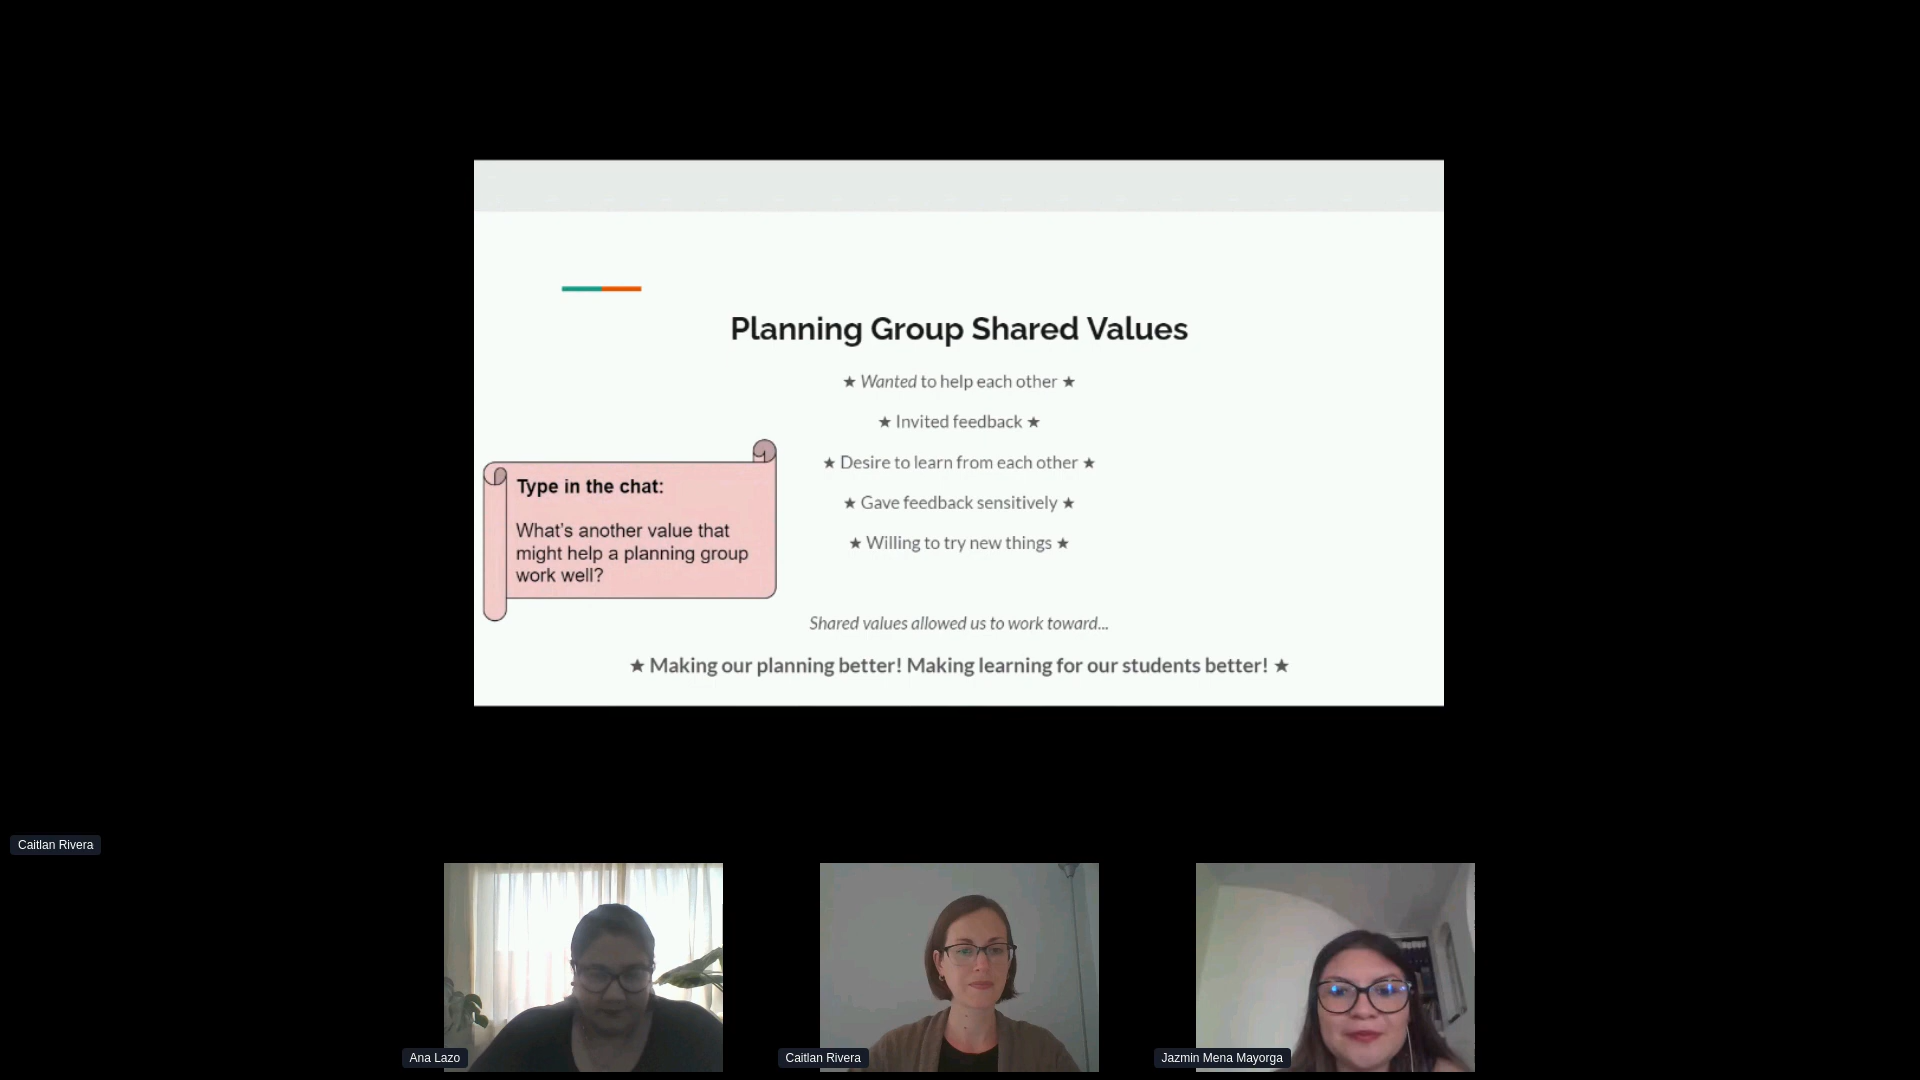 Planning Group Shared Values
★ Wanted to help each other ★
★ Invited feedback ★
★ Desire to learn from each other ★
★ Gave feedback sensitively ★
★ Willing to try new things ★
Type in the chat:
What's another value that
might help a planning group
work well?
Shared values allowed us to work toward...
★ Making our planning better! Making learning for our students better! ★
Caitlan Rivera
Ana Lazo
Caitlan Rivera
Jazmin Mena Mayorga